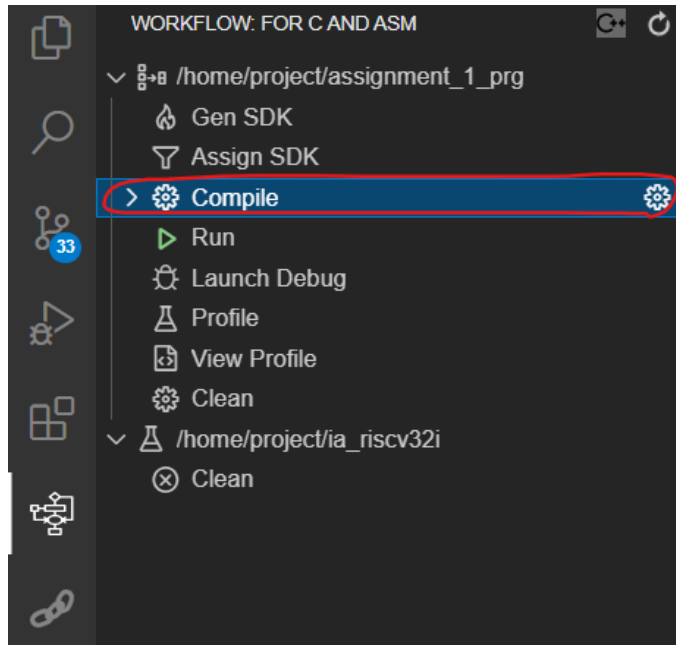 WORKFLOW: FOR C AND ASM
/home/project/assignment_1_prg
Gen SDK
Assign SDK
Compile
Run
33
Launch Debug
Profile
View Profile
Clean
/home/project/ia_riscv32i
Clean